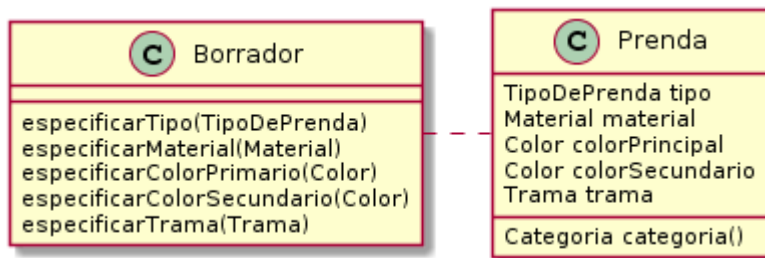 C Borrador
especificarTipo(TipoDePrenda)
especificarMaterial(Material)
especificarColorPrimario(Color)
especificarColorSecundario(Color)
especificarTrama(Trama)
C Prenda
TipoDePrenda tipo
Material material
Color colorPrincipal
Color colorSecundario
Trama trama
Categoria categoria()